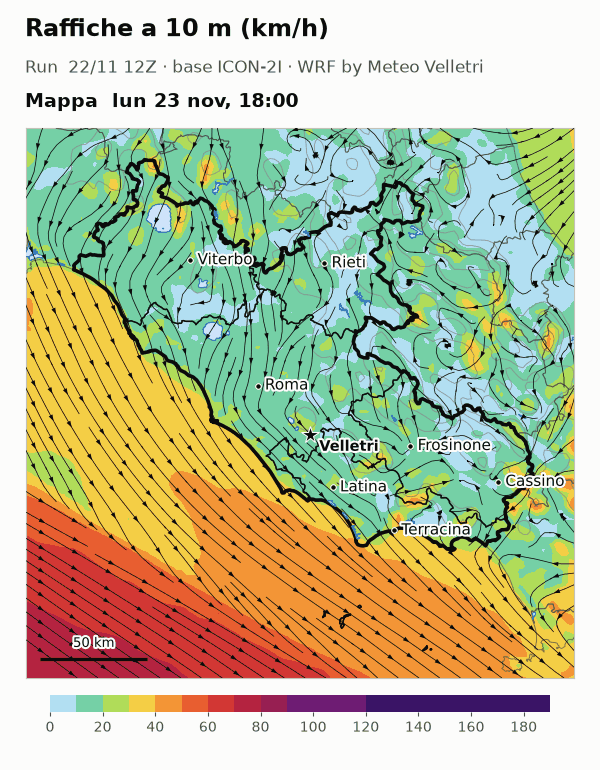 Raffiche a 10 m (km/h)
Run 22/11 12Z · base ICON-2I · WRF by Meteo Velletri
Mappa lun 23 nov, 18:00
Viterbo
Rieti
Roma
Velletri
Frosinone
Latina
Cassino
Terracina
50 km
0 20 40 60 80 100 120 140 160 180